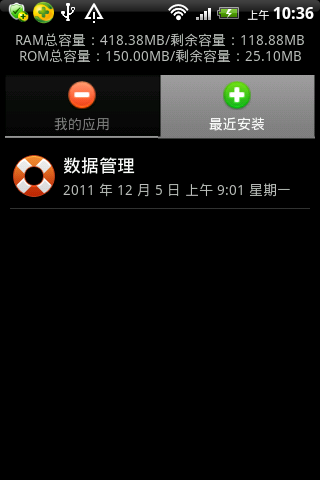 上午 10:36
RAM总容量：418.38MB/剩余容量：118.88MB
ROM总容量：150.00MB/剩余容量：25.10MB
我的应用
最近安装
数据管理
2011 年 12 月 5 日 上午 9:01 星期一